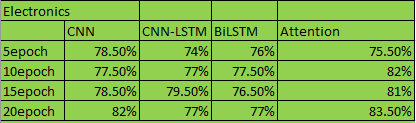 Electronics
CNN CNN-LSTM BiLSTM Attention
5epoch 78.50% 74% 76% 75.50%
10epoch 77.50% 77% 77.50% 82%
15epoch 78.50% 79.50% 76.50% 81%
20epoch 82% 77% 77% 83.50%